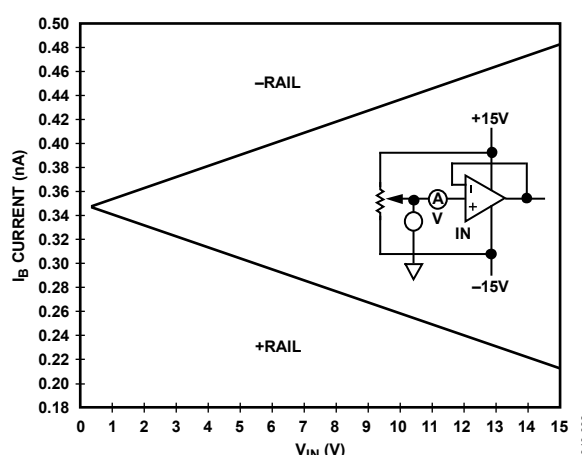 0.50
0.48
0.46
0.44
0.42
0.40
0.38
0.36
0.34
0.32
0.30
0.28
0.26
0.24
0.22
0.20
0.18
I_B CURRENT (nA)
–RAIL
+RAIL
+15V
A
V
–
+
IN
–15V
0 1 2 3 4 5 6 7 8 9 10 11 12 13 14 15
V_IN (V)